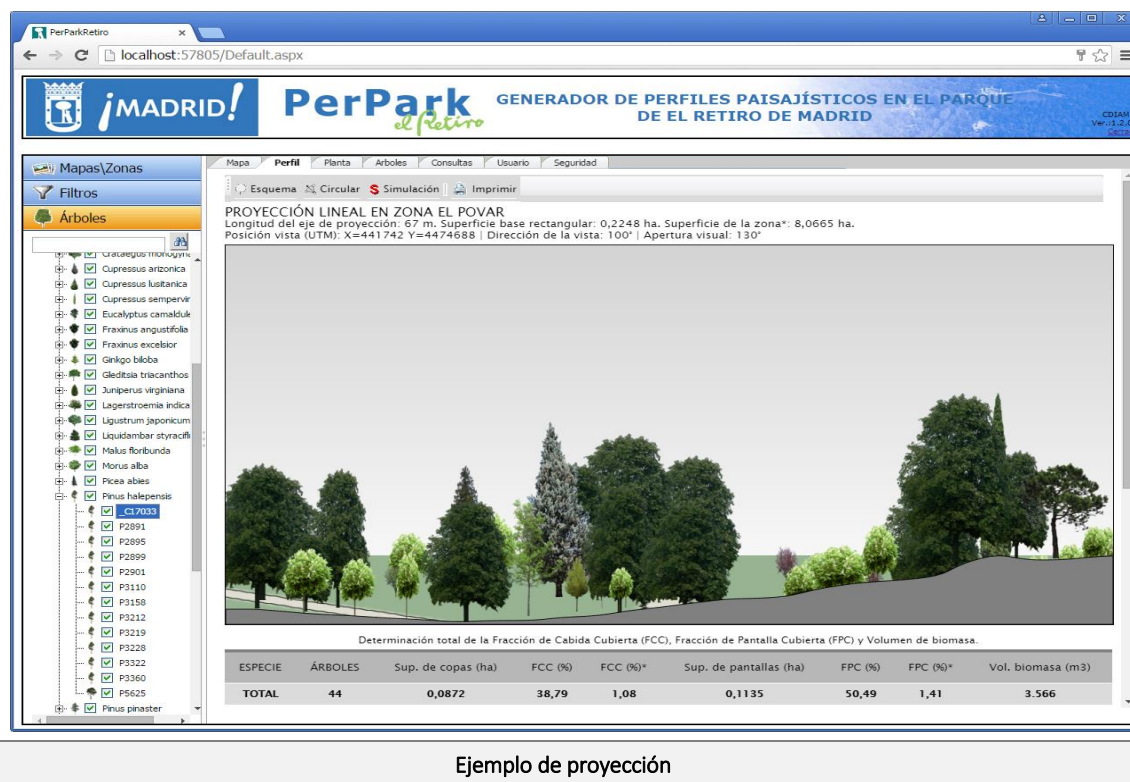 PerParkRetiro
localhost:57805/Default.aspx
¡MADRID!
PerPark
el Retiro
GENERADOR DE PERFILES PAISAJÍSTICOS EN EL PARQUE
DE EL RETIRO DE MADRID
CDIAM
Ver.:1.2.0
Cerrar
Mapas\Zonas
Filtros
Árboles
Crataegus monogyna
Cupressus arizonica
Cupressus lusitanica
Cupressus sempervir
Eucalyptus camaldule
Fraxinus angustifolia
Fraxinus excelsior
Ginkgo biloba
Gleditsia triacanthos
Juniperus virginiana
Lagerstroemia indica
Ligustrum japonicum
Liquidambar styracifl
Malus floribunda
Morus alba
Picea abies
Pinus halepensis
_C17033
P2891
P2895
P2899
P2901
P3110
P3158
P3212
P3219
P3228
P3322
P3360
P5625
Pinus pinaster
Mapa Perfil Planta Arboles Consultas Usuario Seguridad
Esquema Circular Simulación Imprimir
PROYECCIÓN LINEAL EN ZONA EL POVAR
Longitud del eje de proyección: 67 m. Superficie base rectangular: 0,2248 ha. Superficie de la zona*: 8,0665 ha.
Posición vista (UTM): X=441742 Y=4474688 | Dirección de la vista: 100° | Apertura visual: 130°
Determinación total de la Fracción de Cabida Cubierta (FCC), Fracción de Pantalla Cubierta (FPC) y Volumen de biomasa.
ESPECIE ÁRBOLES Sup. de copas (ha) FCC (%) FCC (%)* Sup. de pantallas (ha) FPC (%) FPC (%)* Vol. biomasa (m3)
TOTAL 44 0,0872 38,79 1,08 0,1135 50,49 1,41 3.566
Ejemplo de proyección